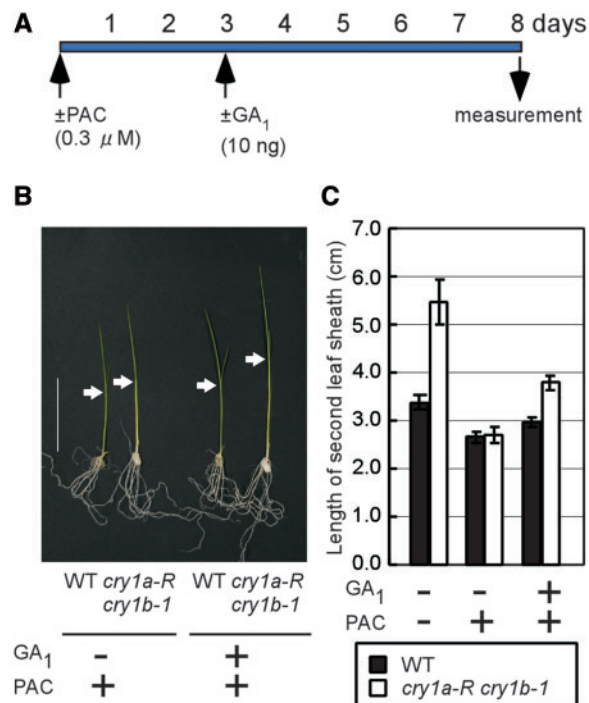 A
1 2 3 4 5 6 7 8 days
±PAC
(0.3 μM)
±GA1
(10 ng)
measurement
B
WT cry1a-R
cry1b-1
WT cry1a-R
cry1b-1
GA1 - +
PAC + +
C
Length of second leaf sheath (cm)
7.0
6.0
5.0
4.0
3.0
2.0
0.0
GA1 - - +
PAC - + +
WT
cry1a-R cry1b-1